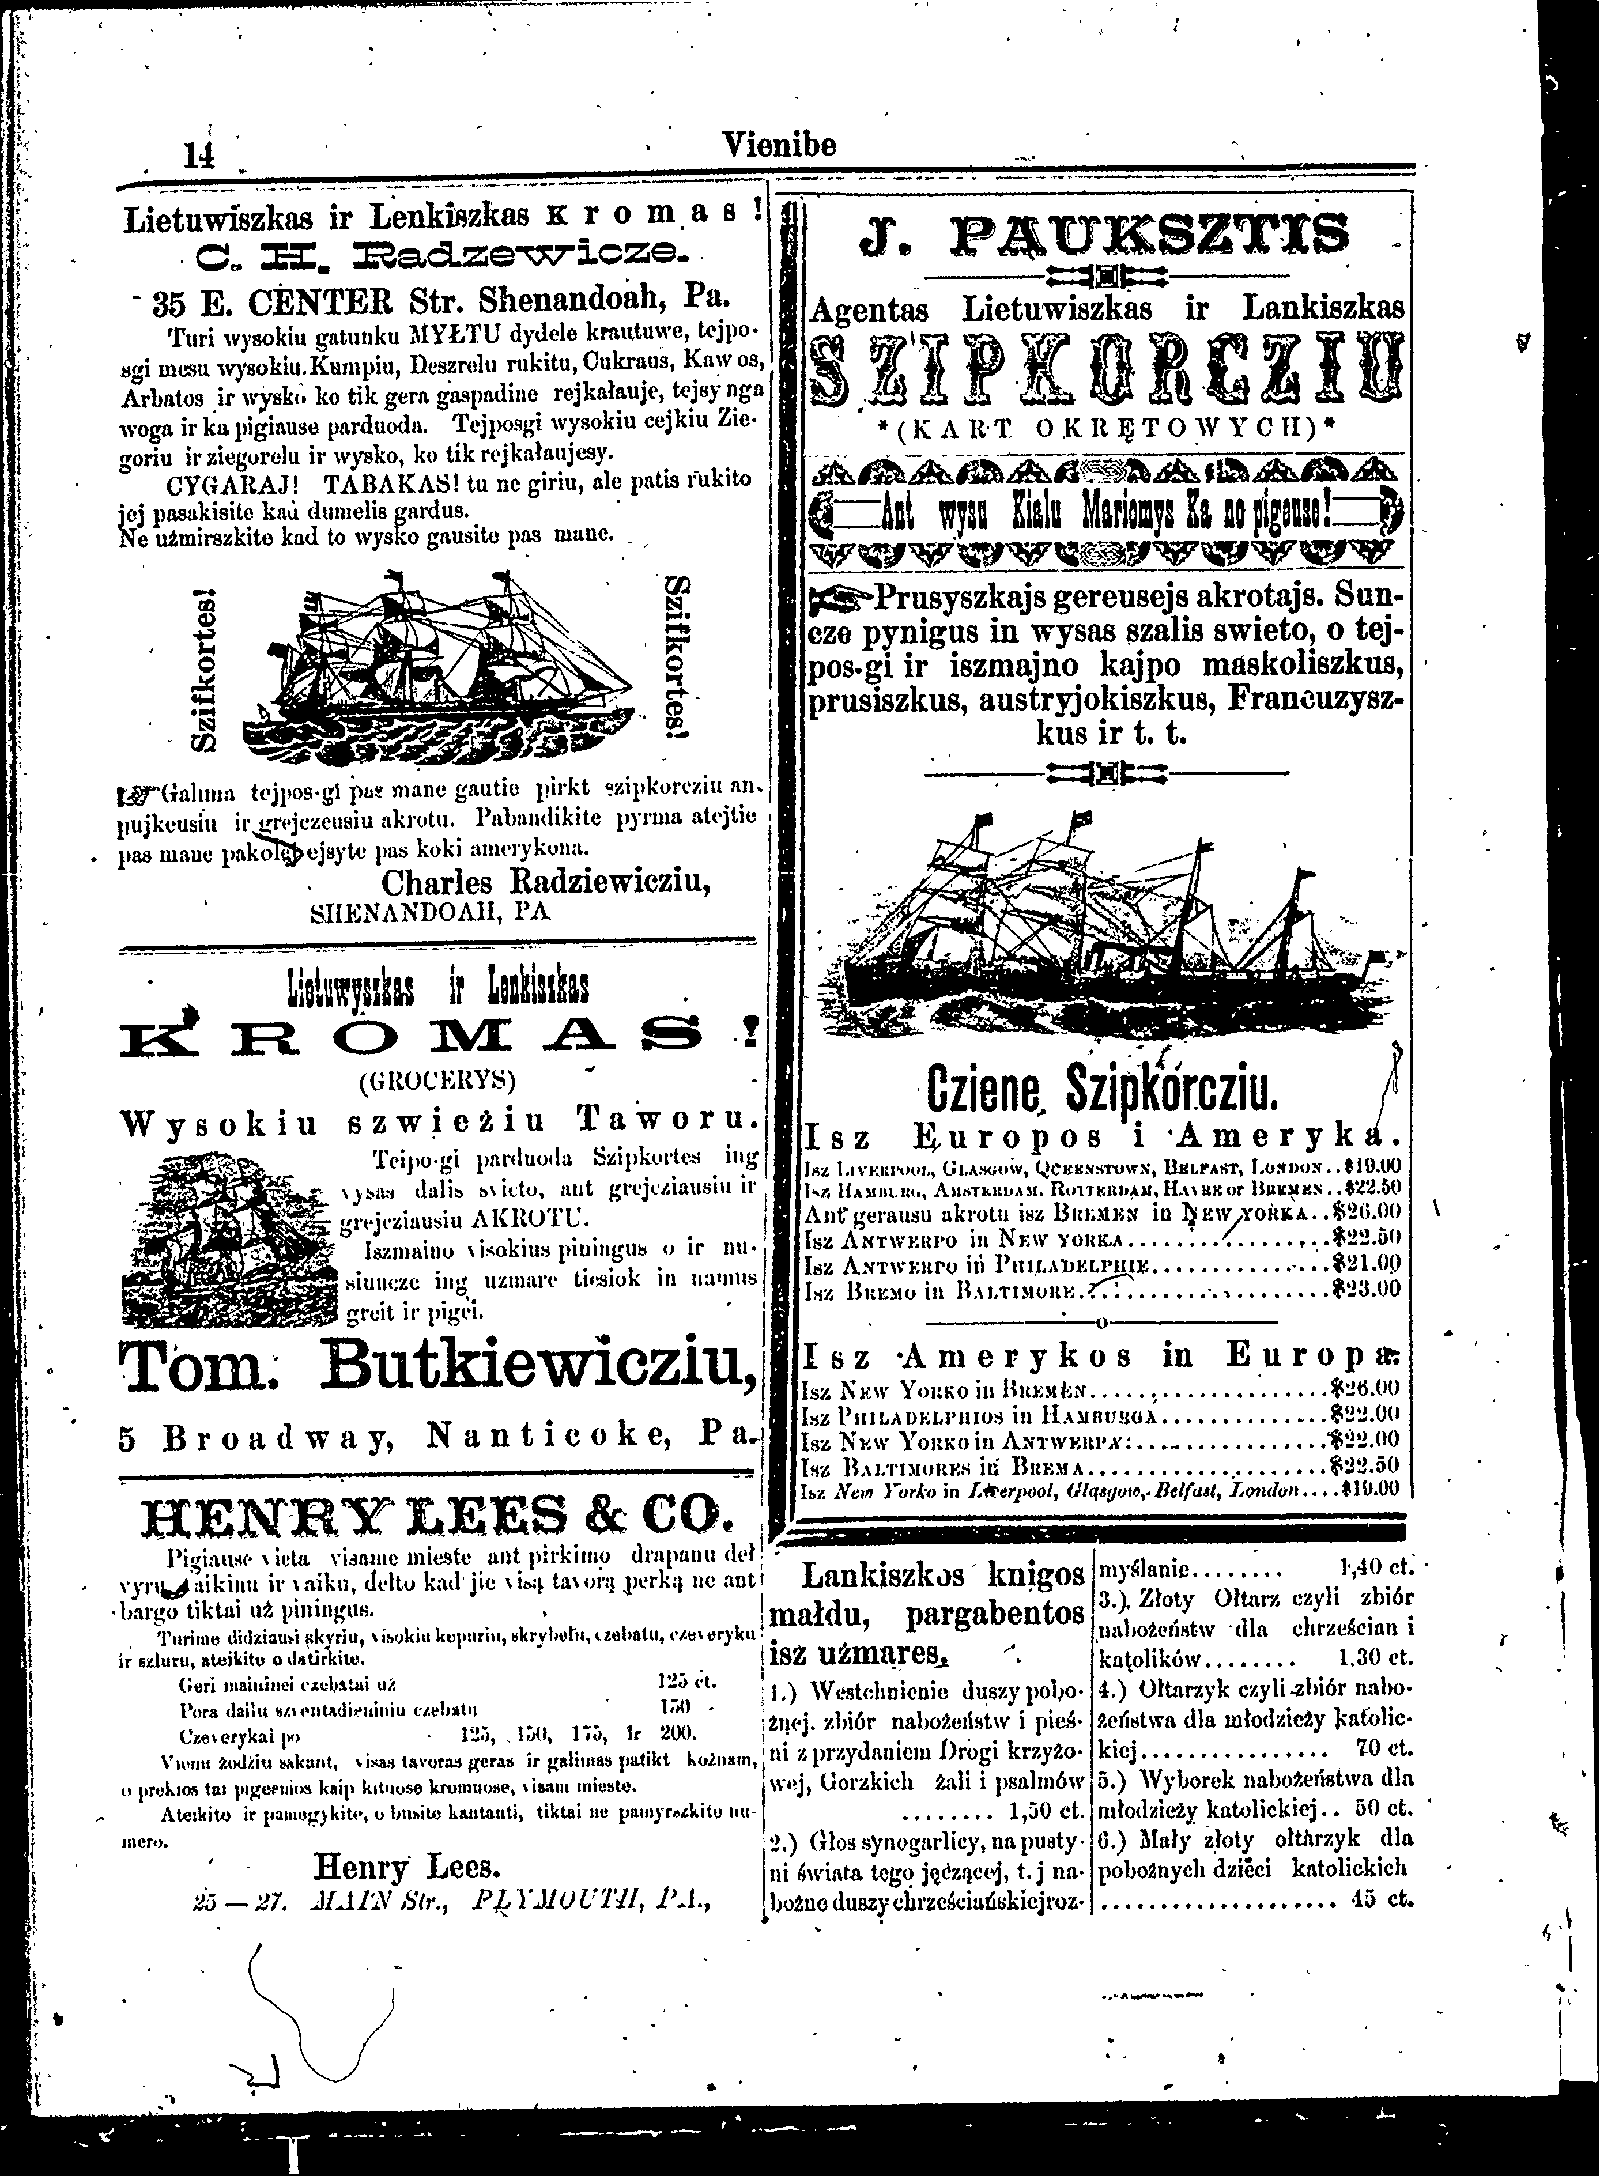 14
Vienibe
Lietuwiszkas ir Lenkiszkas Kromas!
C. H. Radzewicze.
35 E. CENTER Str. Shenandoah, Pa.
Turi wysokiu gatunku MYŁTU dydele krautuwe, tejpo-
sgi mesu wysokiu. Kumpiu, Deszrelu rukitu, Cukraus, Kawos,
Arbatos ir wysko ko tik gera gaspadine rejkałauje, tejsynga
woga ir ka pigiause parduoda. Tejposgi wysokiu cejkiu Zie-
goriu ir ziegorelu ir wysko, ko tik rejkałaujesy.
CYGARAJ! TABAKAS! tu ne giriu, ale patis rukito
jej pasakisite kad dumelis gardus.
Ne użmirszkite kad to wysko gausite pas mane.
Szifkortes!
Szifkortes!
Galima tejpos-gi pas mane gautie pirkt szipkorcziu an.
pujkeusiu ir grejczeusiu akrotu. Pabandikite pyrma atejtie
pas mane pakol ejsyte pas koki amerykona.
Charles Radziewicziu,
SHENANDOAH, PA
Lietuwyszkas ir Lenkiszkas
KROMAS!
(GROCERYS)
Wysokiu szwieżiu Taworu.
Teipo-gi parduoda Szipkortes ing
vysas dalis svieto, ant grejcziausiu ir
grejcziausiu AKROTU.
Iszmaino visokius piningus o ir nu-
siuncze ing uzmare tiesiok in namus
greit ir pigei.
Tom. Butkiewicziu,
5 Broadway, Nanticoke, Pa.
HENRY LEES & CO.
Pigiause vieta visame mieste ant pirkimo drapanu deł
vyru vaikinu ir vaiku, delto kad jie visą tavorą perką ne ant
bargo tiktai uż piningus.
Turime didziausi skyriu, visokiu kepuriu, skrybelu, czebatu, czeveryku
ir szluru, ateikite o datirkite.
Geri maininei czebatai uż 125 ct.
Pora dailu szventadieniniu czebatu 150 -
Czeverykai po - 125, 150, 175, Ir 200.
Vienu żodziu sakant, visas tavoras geras ir galimas patikt kożnam,
o prekios tai pigesnios kaip kituose kromuose, visam mieste.
Ateikite ir pamegykite, o busite kantanti, tiktai ne pamyrszkite nu-
mero.
Henry Lees.
25 — 27. MAIN Str., PLYMOUTH, PA.,
J. PAUKSZTIS
Agentas Lietuwiszkas ir Lankiszkas
SZIPKORCZIU
*(KART OKRĘTOWYCH)*
Ant wysu Kialu Mariomys Ka no pigeuse!
Prusyszkajs gereusejs akrotajs. Sun-
cze pynigus in wysas szalis swieto, o tej-
pos-gi ir iszmajno kajpo maskoliszkus,
prusiszkus, austryjokiszkus, Francuzysz-
kus ir t. t.
Cziene Szipkorcziu.
Isz Europos i Ameryka.
Isz LIVERPOOL, GLASGOW, QCEENSTOWN, BELFAST, LONDON..$19.00
Isz HAMBURG, AMSTERDAM. ROTTERDAM, HAVRE or BREMEN..$22.50
Ant gerausu akrotu isz BREMEN in NEW YORKA..$26.00
Isz ANTWERPO in NEW YORKA..................$22.50
Isz ANTWERPO in PHILADELPHIE................$21.00
Isz BREMO in BALTIMORE.....................$23.00
o
Isz Amerykos in Europa:
Isz NEW YORKO in BREMEN.....................$26.00
Isz PHILADELPHIOS in HAMBURGA...............$22.00
Isz NEW YORKO in ANTWERPA:.................$22.00
Isz BALTIMORES in BREMA.....................$22.50
Isz New Yorko in Liverpool, Glasgow, Belfast, London....$19.00
Lankiszkos knigos
małdu, pargabentos
isz użmares.
1.) Westchnienie duszy pobo-
żnej. zbiór nabożeństw i pieś-
ni z przydaniem Drogi krzyżo-
wej, Gorzkich żali i psalmów
........ 1,50 ct.
2.) Głos synogarlicy, na pusty-
ni świata tego jęczącej, t. j na-
bożne duszy chrześciańskiej roz-
myślanie........ 1,40 ct.
3.) Złoty Ołtarz czyli zbiór
nabożeństw dla chrześcian i
katolików........ 1.30 ct.
4.) Ołtarzyk czyli zbiór nabo-
żeństwa dla młodzieży katolic-
kiej................ 70 ct.
5.) Wyborek nabożeństwa dla
młodzieży katolickiej.. 50 ct.
6.) Mały złoty ołtarzyk dla
pobożnych dzieci katolickich
.................... 45 ct.